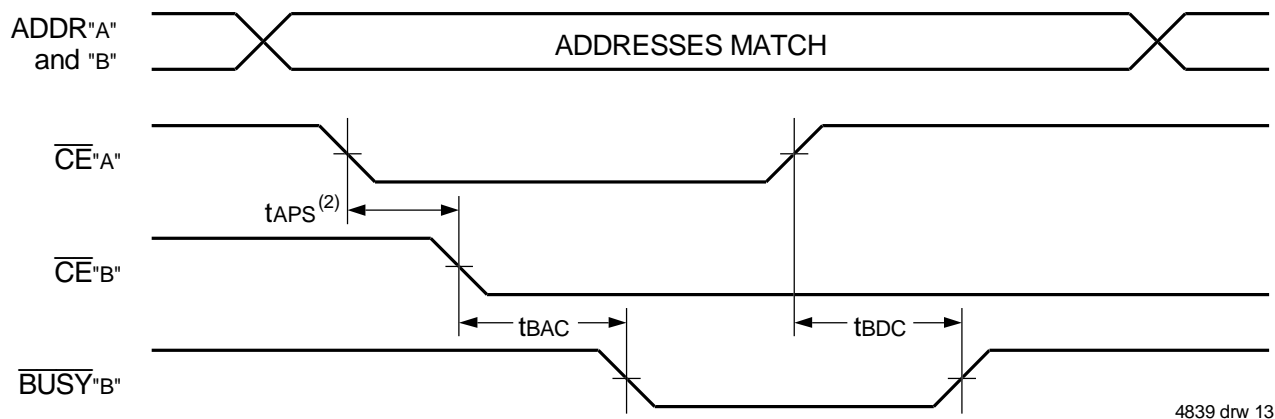 ADDR"A"
and "B"
ADDRESSES MATCH
CE"A"
tAPS(2)
CE"B"
tBAC
tBDC
BUSY"B"
4839 drw 13